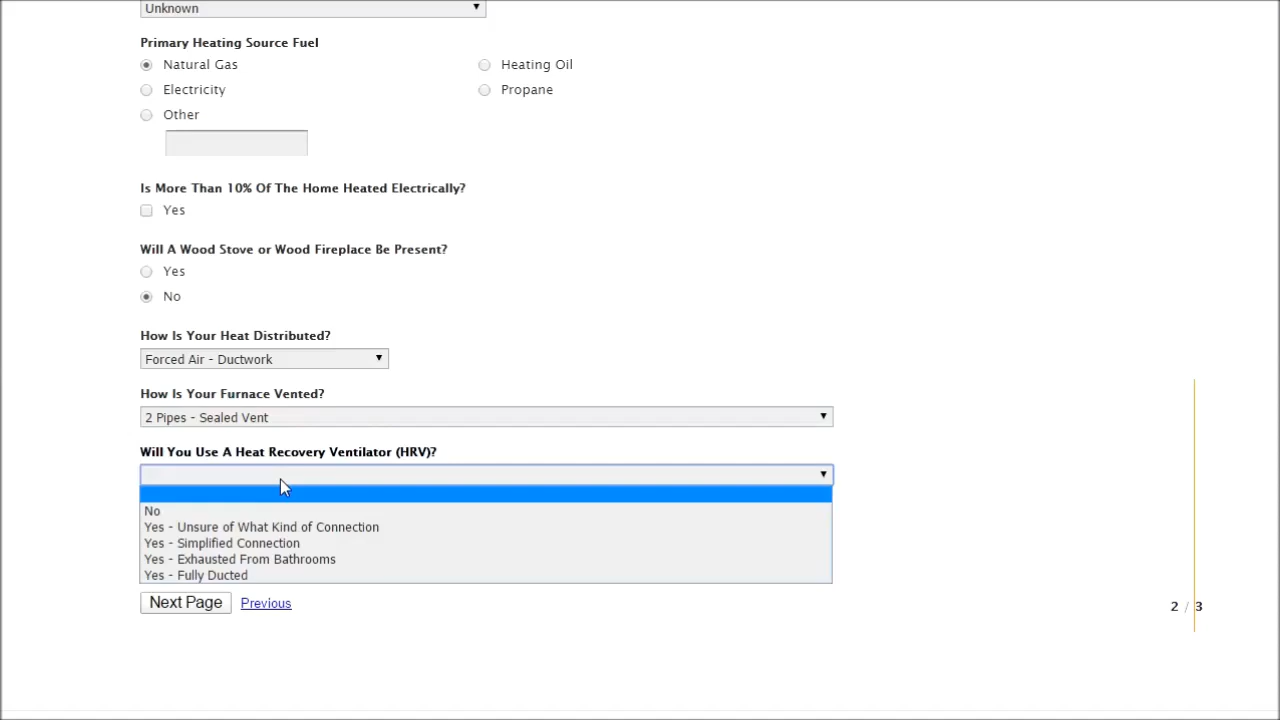 Unknown
Primary Heating Source Fuel
Natural Gas
Heating Oil
Electricity
Propane
Other
Is More Than 10% Of The Home Heated Electrically?
Yes
Will A Wood Stove or Wood Fireplace Be Present?
Yes
No
How Is Your Heat Distributed?
Forced Air - Ductwork
How Is Your Furnace Vented?
2 Pipes - Sealed Vent
Will You Use A Heat Recovery Ventilator (HRV)?
No
Yes - Unsure of What Kind of Connection
Yes - Simplified Connection
Yes - Exhausted From Bathrooms
Yes - Fully Ducted
Next Page Previous
2 / 3